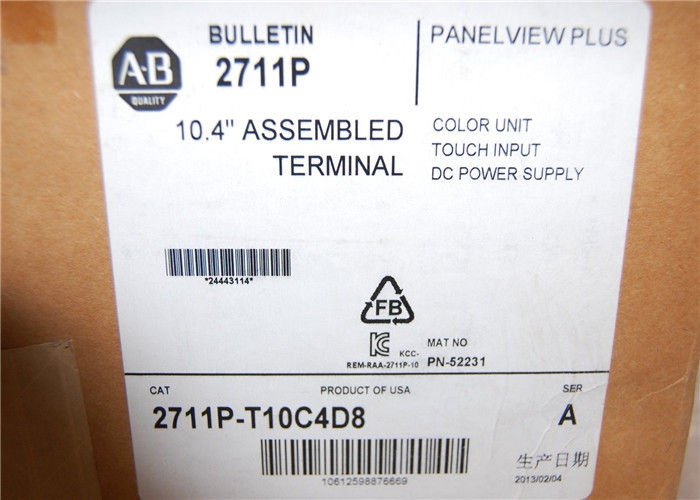 A-B
QUALITY
BULLETIN
2711P
PANELVIEW PLUS
10.4" ASSEMBLED
TERMINAL
COLOR UNIT
TOUCH INPUT
DC POWER SUPPLY
*24443114*
FB
KCC-
REM-RAA-2711P-10
MAT NO
PN-52231
CAT
PRODUCT OF USA
SER
2711P-T10C4D8
A
10612598876669
生产日期
2013/02/04